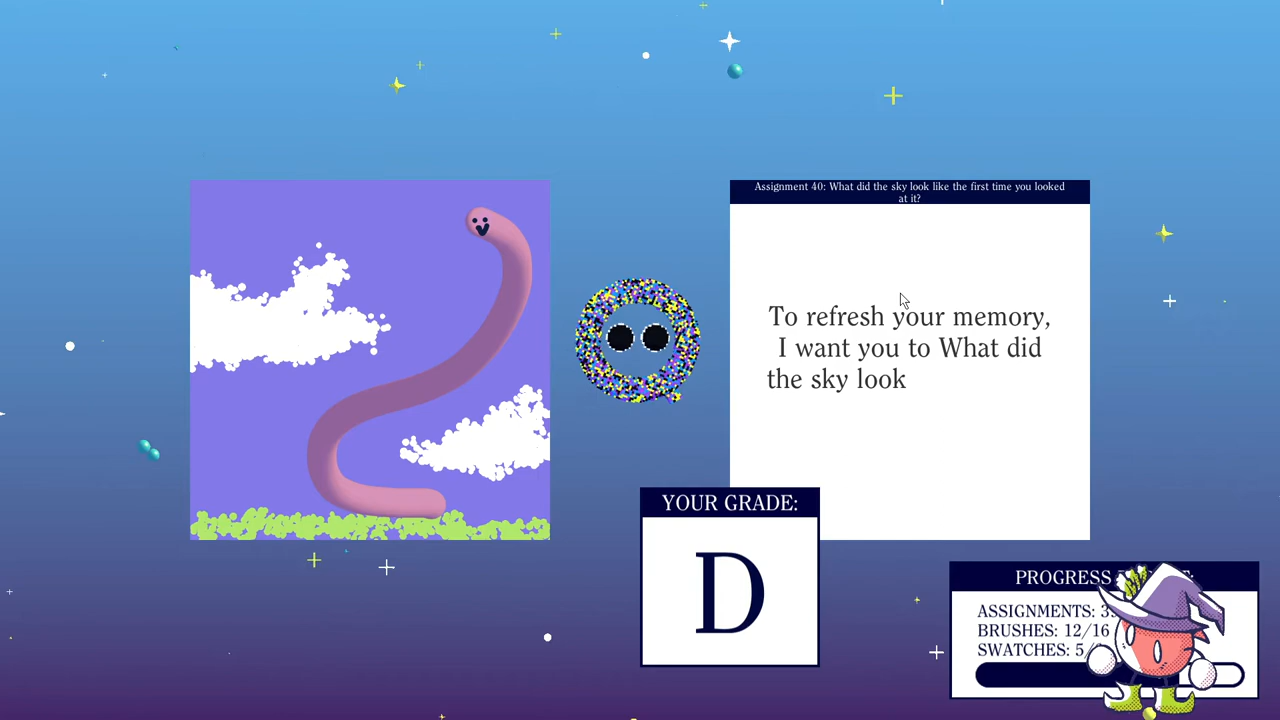 Assignment 40: What did the sky look like the first time you looked
at it?
To refresh your memory,
I want you to What did
the sky look
YOUR GRADE:
D
PROGRESS
ASSIGNMENTS:
BRUSHES: 12/16
SWATCHES: 5/